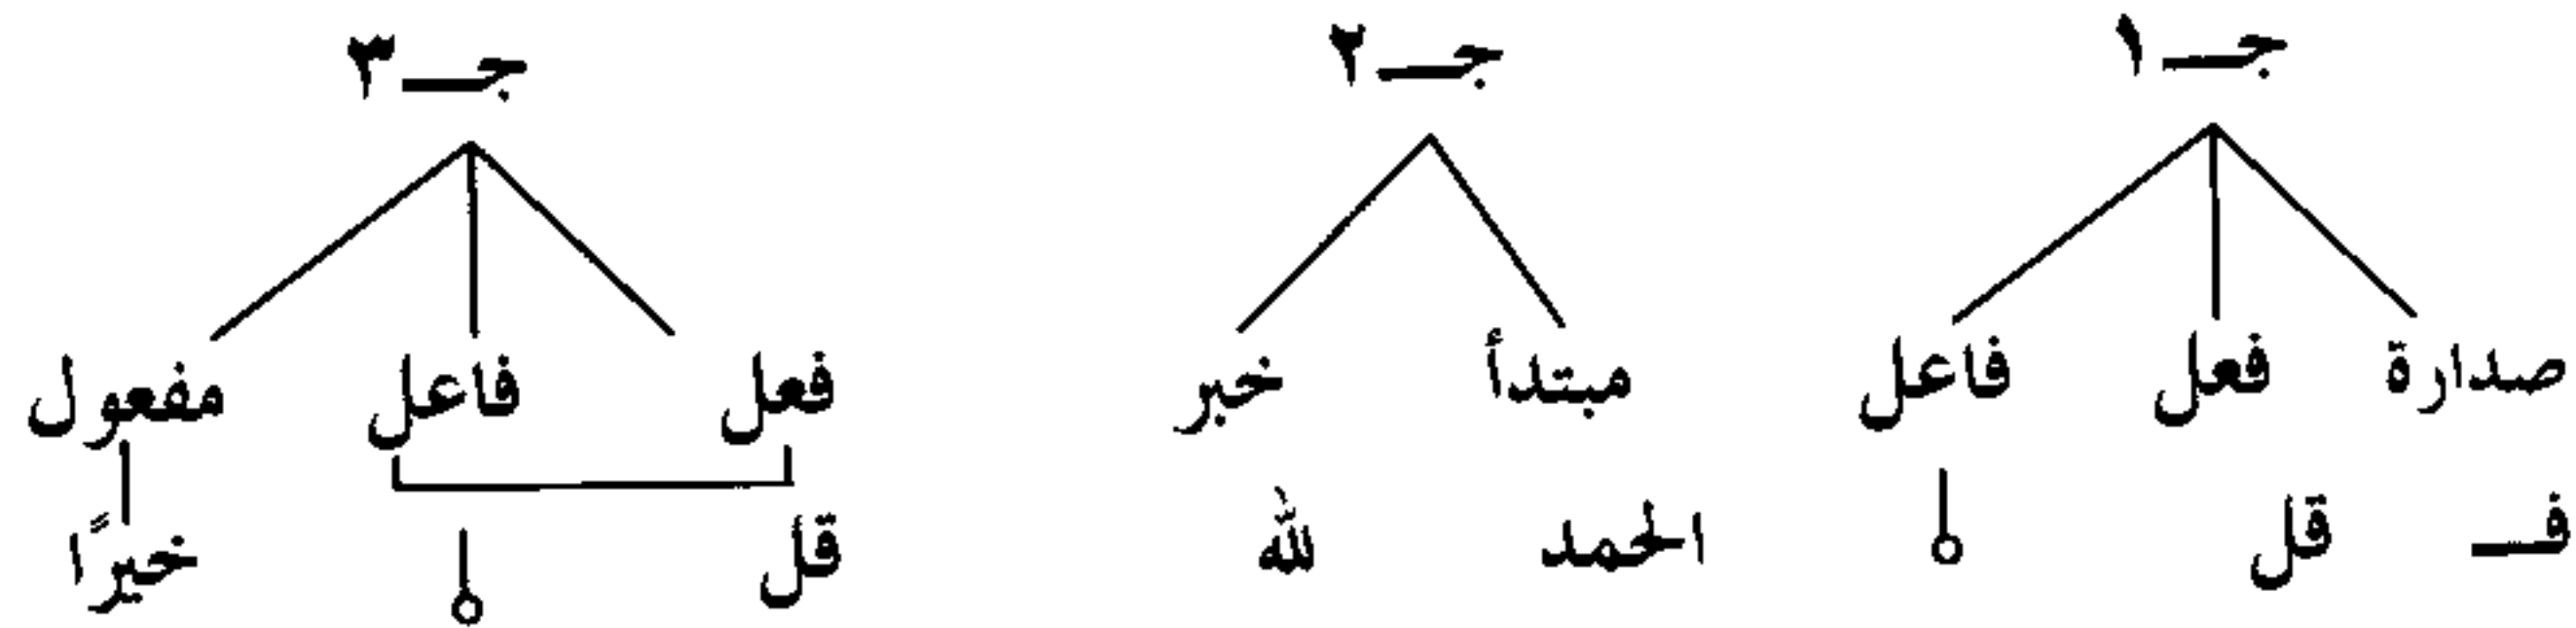 جـ١ جـ٢ جـ٣
صدارة فعل فاعل مبتدأ خبر فعل فاعل مفعول
فـ قل الحمد لله قل خيرًا